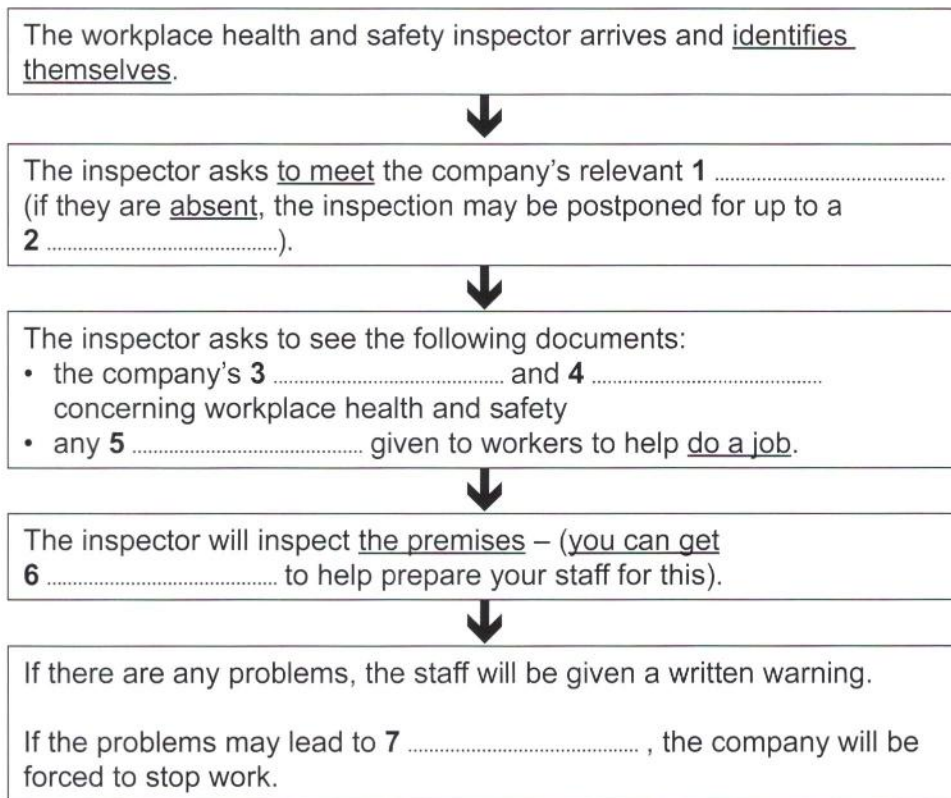 The workplace health and safety inspector arrives and identifies
themselves.
The inspector asks to meet the company's relevant 1 ..........................................
(if they are absent, the inspection may be postponed for up to a
2 ..........................................).
The inspector asks to see the following documents:
• the company's 3 .......................................... and 4 ..........................................
concerning workplace health and safety
• any 5 .......................................... given to workers to help do a job.
The inspector will inspect the premises – (you can get
6 .......................................... to help prepare your staff for this).
If there are any problems, the staff will be given a written warning.
If the problems may lead to 7 .......................................... , the company will be
forced to stop work.